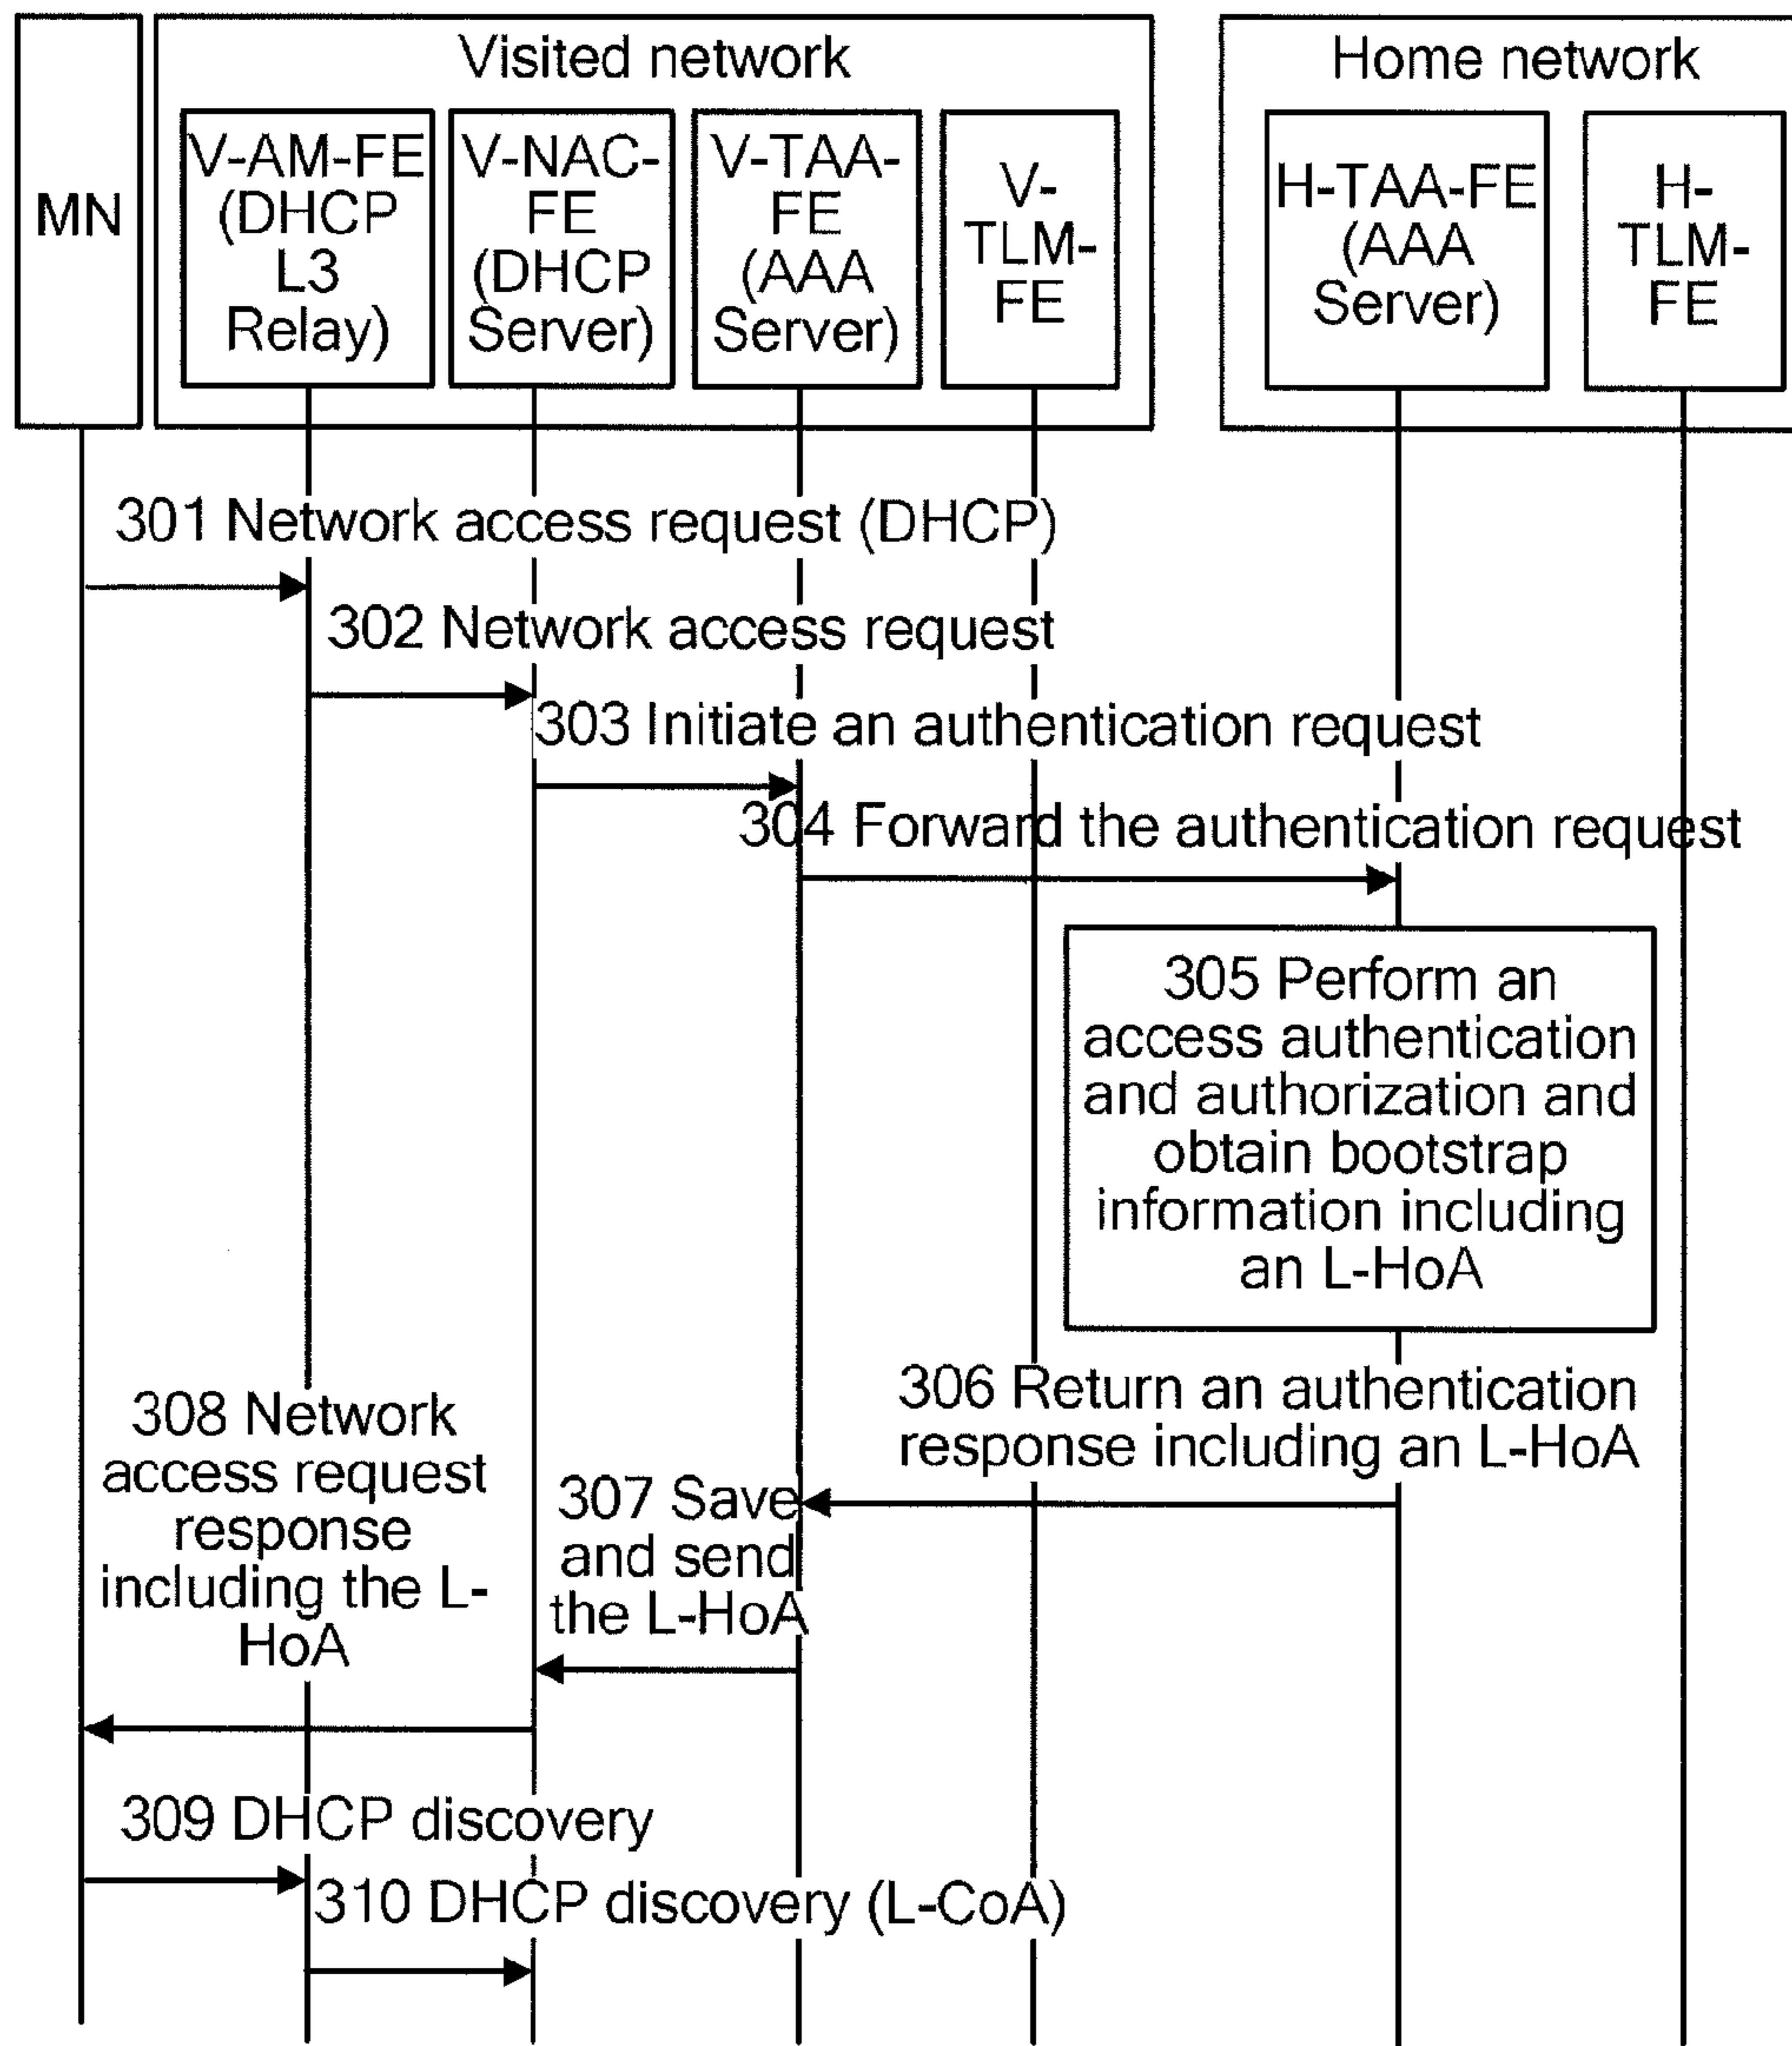 Visited network
Home network
MN
V-AM-FE
(DHCP
L3
Relay)
V-NAC-
FE
(DHCP
Server)
V-TAA-
FE
(AAA
Server)
V-
TLM-
FE
H-TAA-FE
(AAA
Server)
H-
TLM-
FE
301 Network access request (DHCP)
302 Network access request
303 Initiate an authentication request
304 Forward the authentication request
305 Perform an
access authentication
and authorization and
obtain bootstrap
information including
an L-HoA
306 Return an authentication
response including an L-HoA
307 Save
and send
the L-HoA
308 Network
access request
response
including the L-
HoA
309 DHCP discovery
310 DHCP discovery (L-CoA)